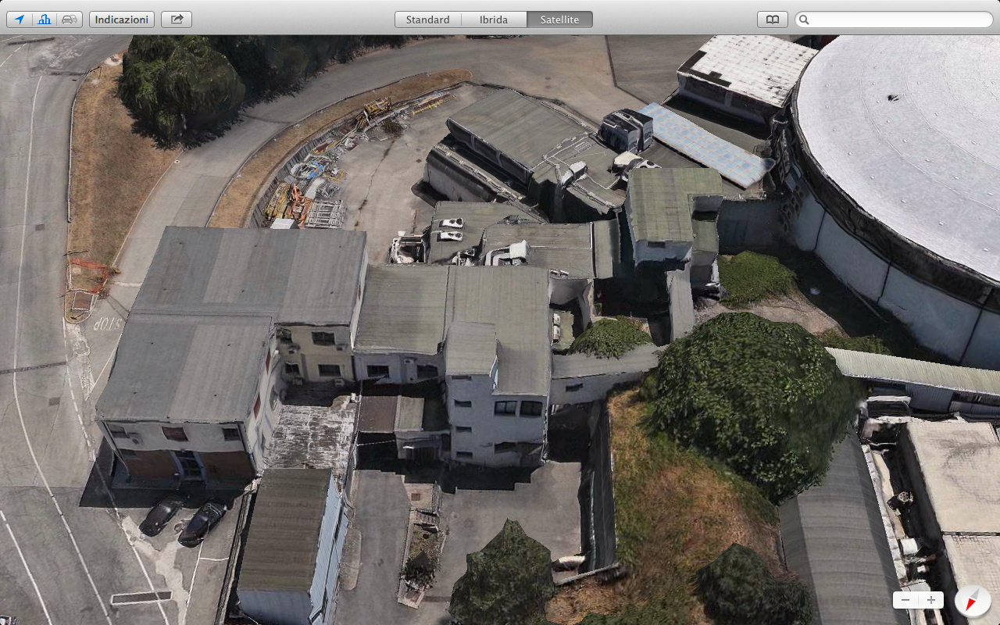 Indicazioni
Standard
Ibrida
Satellite
STOP